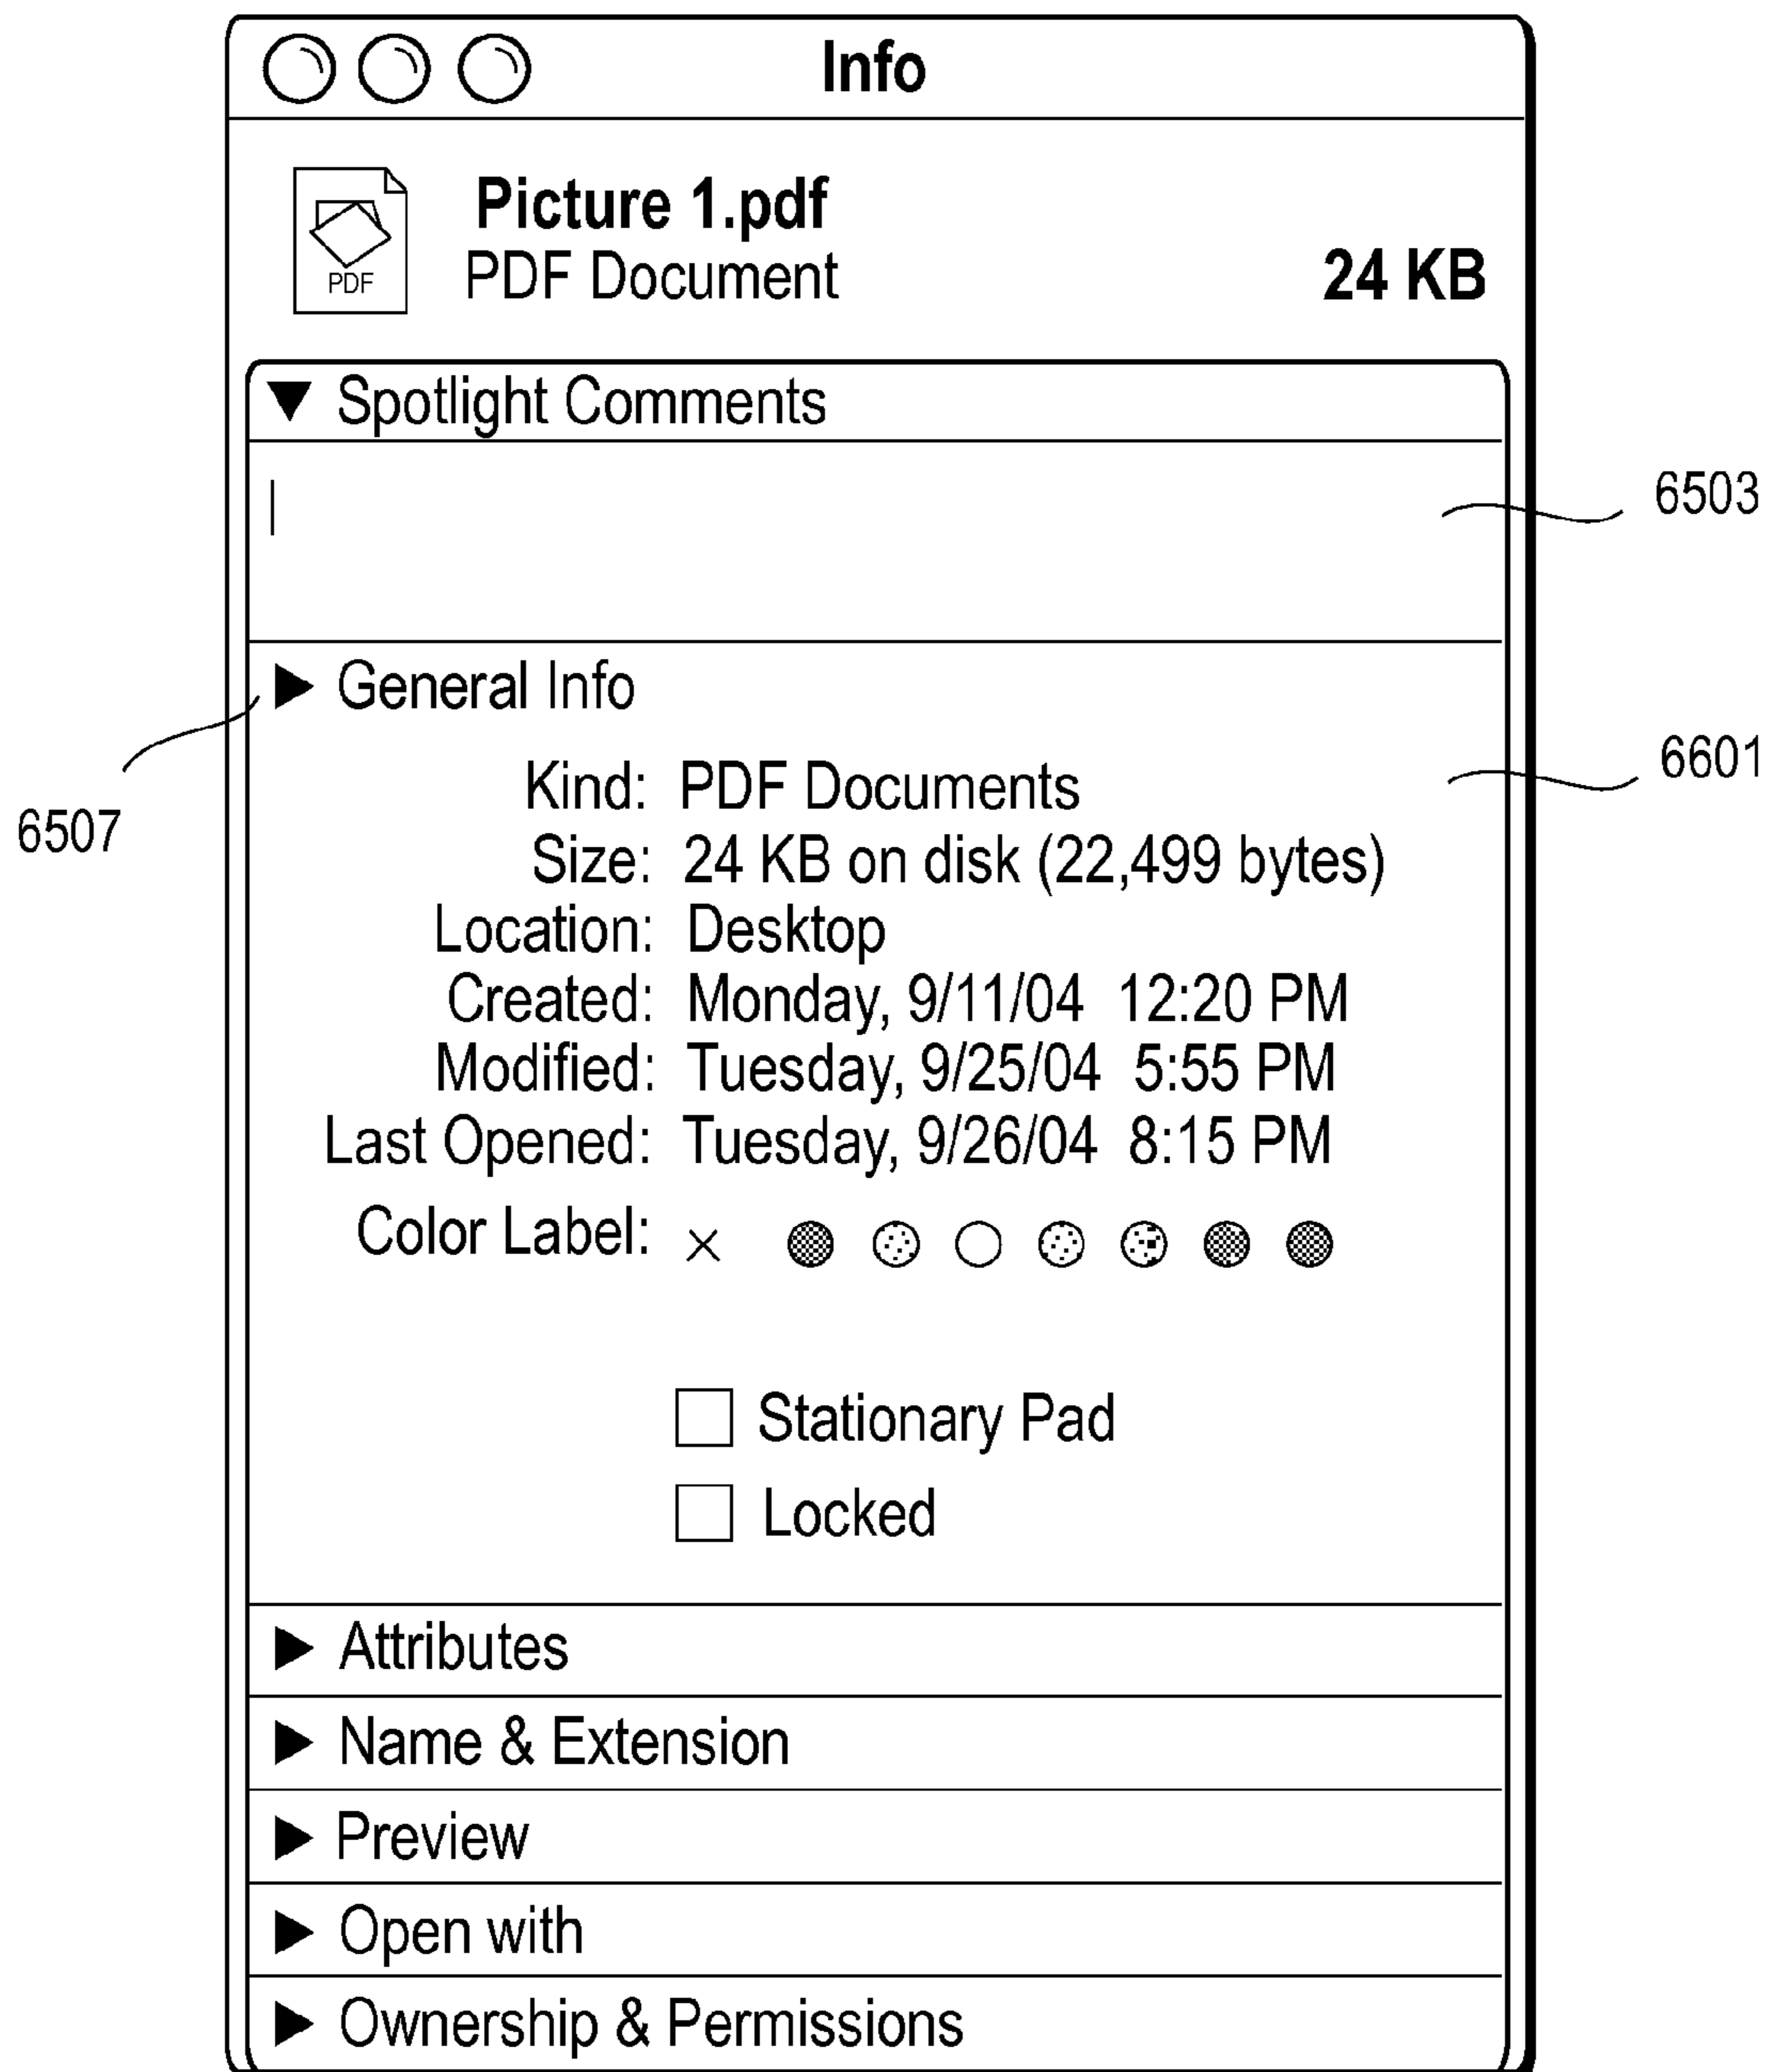 Info
Picture 1.pdf
PDF Document
24 KB
PDF
Spotlight Comments
6503
General Info
6507
6601
Kind: PDF Documents
Size: 24 KB on disk (22,499 bytes)
Location: Desktop
Created: Monday, 9/11/04 12:20 PM
Modified: Tuesday, 9/25/04 5:55 PM
Last Opened: Tuesday, 9/26/04 8:15 PM
Color Label:
Stationary Pad
Locked
Attributes
Name & Extension
Preview
Open with
Ownership & Permissions